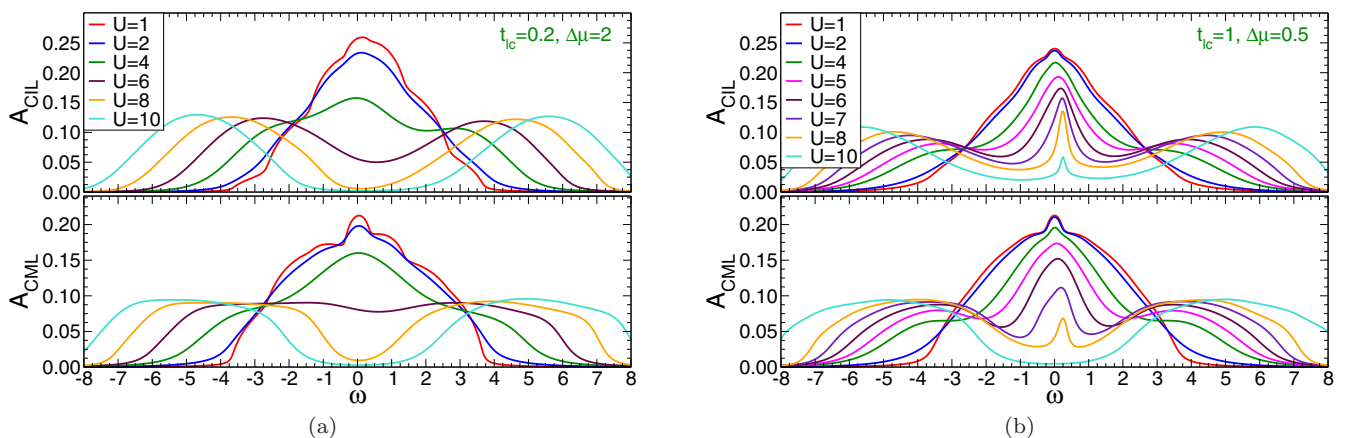 U=1
U=2
U=4
U=6
U=8
U=10
t_lc=0.2, Δμ=2
A_CIL
0.25
0.20
0.15
0.10
0.05
0.00
A_CML
0.20
0.15
0.10
0.05
0.00
-8 -7 -6 -5 -4 -3 -2 -1 0 1 2 3 4 5 6 7 8
ω
(a)
U=1
U=2
U=4
U=5
U=6
U=7
U=8
U=10
t_lc=1, Δμ=0.5
A_CIL
0.25
0.20
0.15
0.10
0.05
0.00
A_CML
0.20
0.15
0.10
0.05
0.00
-8 -7 -6 -5 -4 -3 -2 -1 0 1 2 3 4 5 6 7 8
ω
(b)